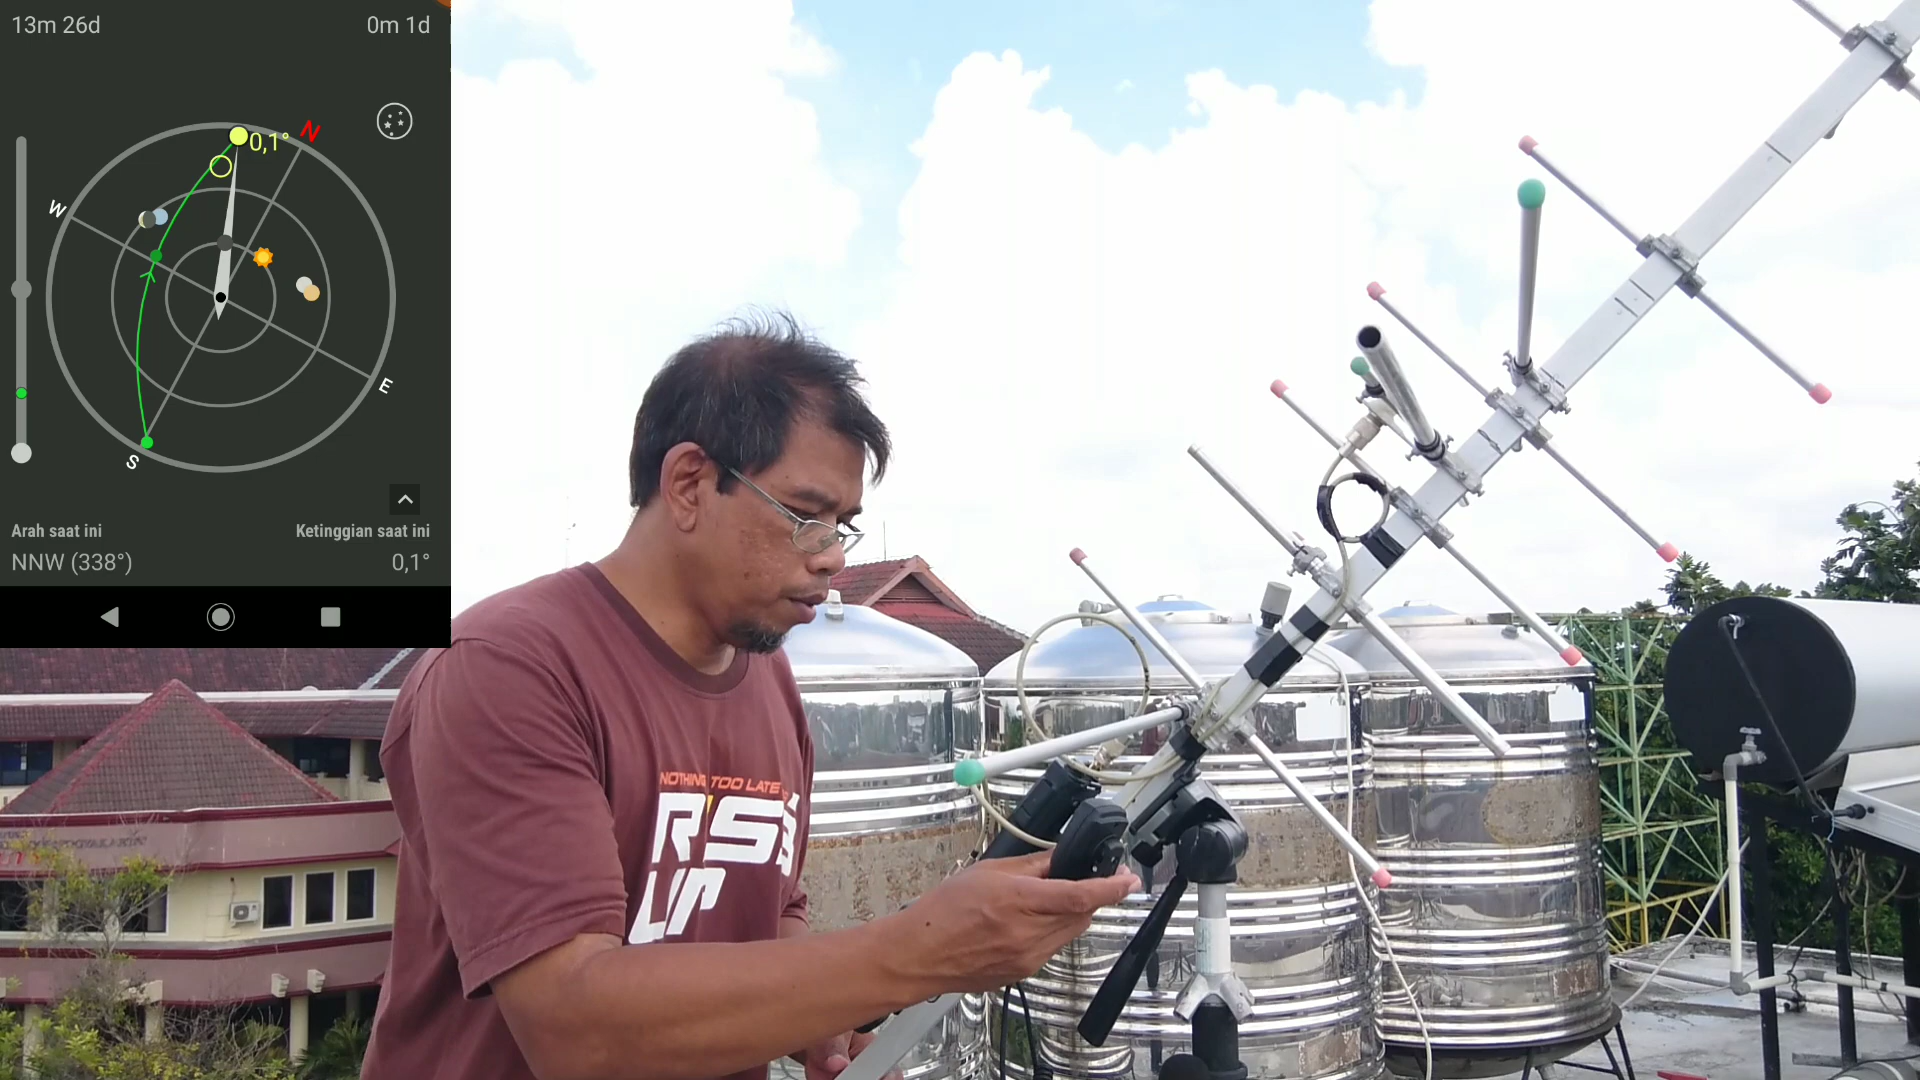 13m 26d
0m 1d
N
0,1°
W
E
S
Arah saat ini
Ketinggian saat ini
NNW (338°)
0,1°
NOTHING TOO LATE